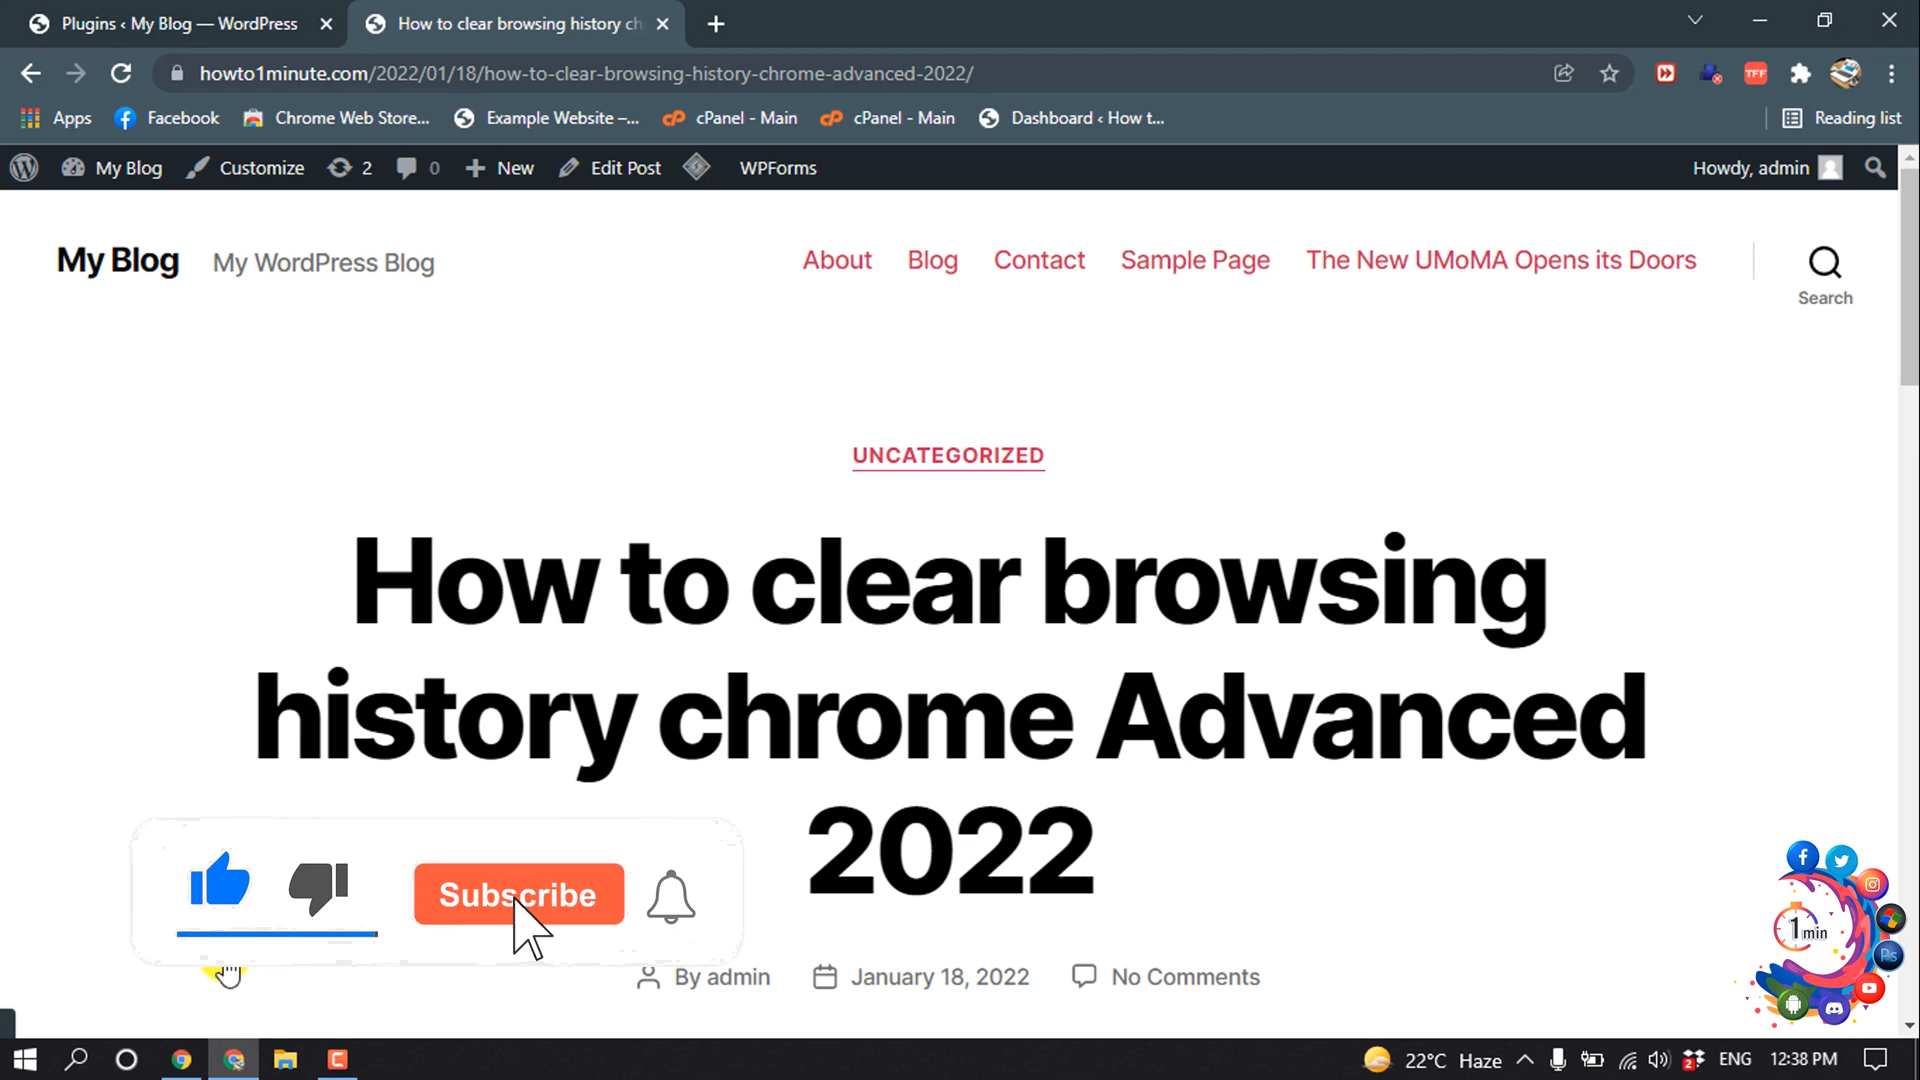 Plugins ‹ My Blog — WordPress
How to clear browsing history ch
howto1minute.com/2022/01/18/how-to-clear-browsing-history-chrome-advanced-2022/
TFF
Apps Facebook Chrome Web Store... Example Website –... cPanel - Main cPanel - Main Dashboard ‹ How t... Reading list
My Blog Customize 2 0 New Edit Post WPForms Howdy, admin
My Blog My WordPress Blog About Blog Contact Sample Page The New UMoMA Opens its Doors
Search
UNCATEGORIZED
How to clear browsing
history chrome Advanced
2022
Subscribe
By admin January 18, 2022 No Comments
1 min
Ps
22°C Haze 2 ENG 12:38 PM